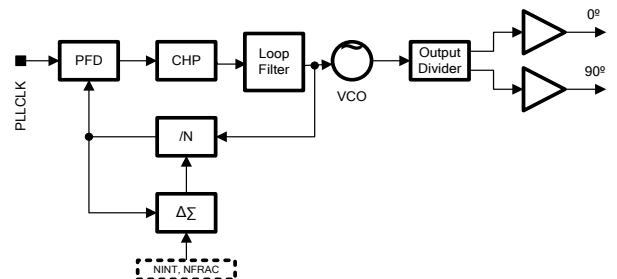 0º
PFD
CHP
Loop
Filter
Output
Divider
90º
PLLCLK
VCO
/N
ΔΣ
NINT, NFRAC